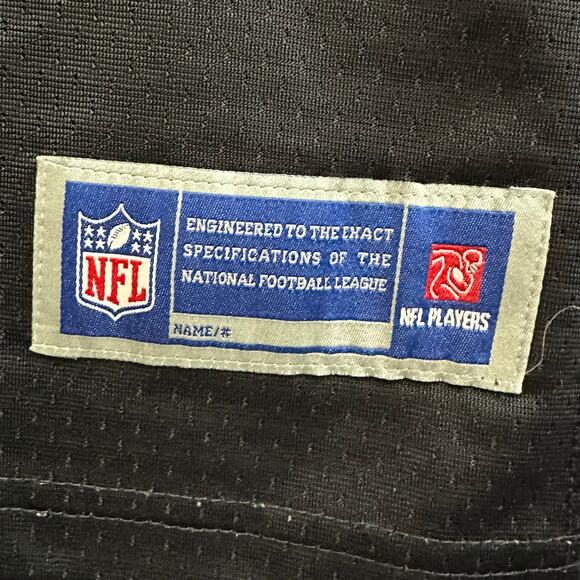 NFL
ENGINEERED TO THE EXACT
SPECIFICATIONS OF THE
NATIONAL FOOTBALL LEAGUE
NAME/#
NFL PLAYERS